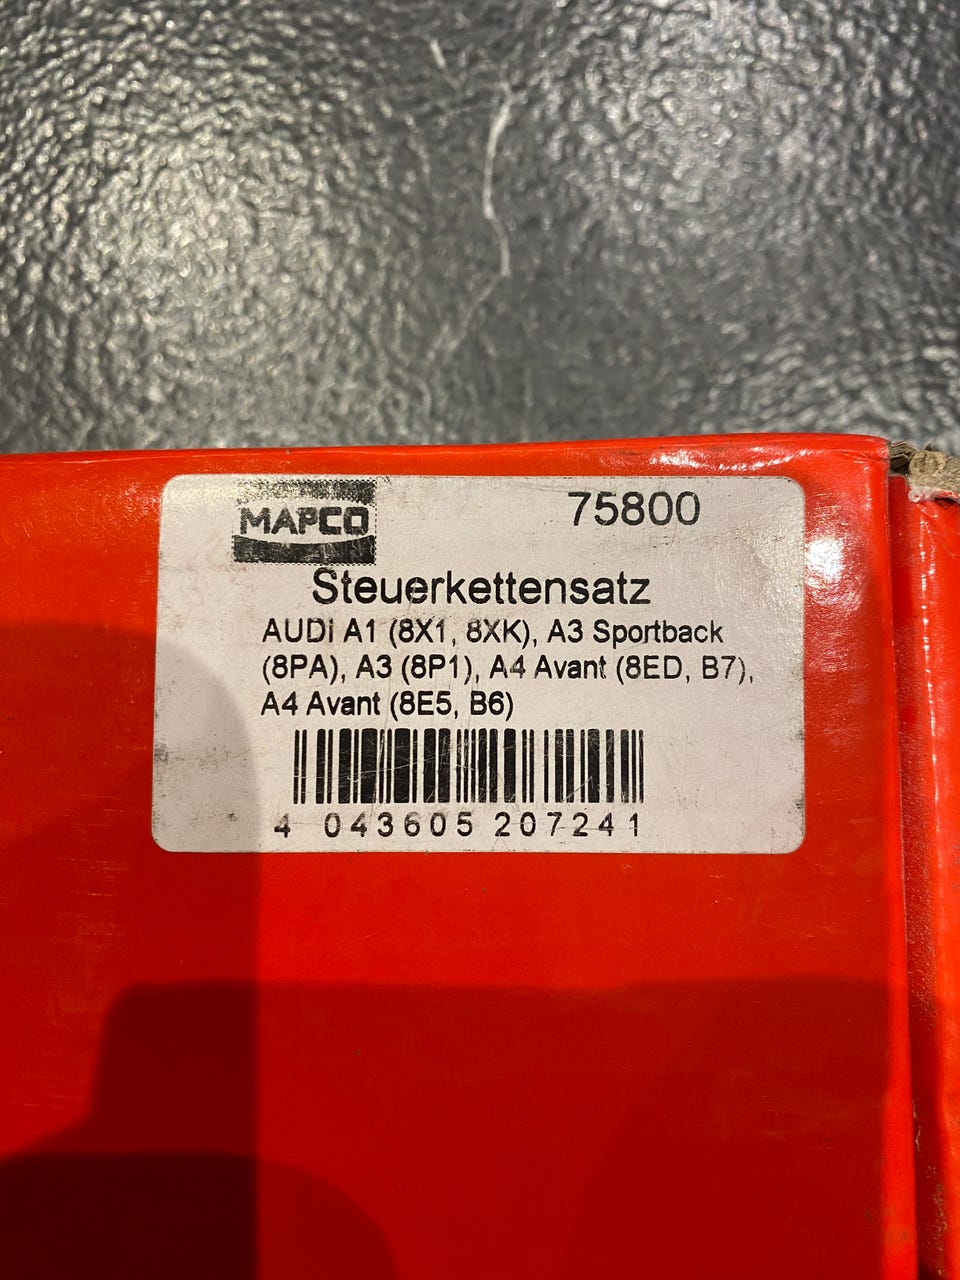 MAPCO
75800
Steuerkettensatz
AUDI A1 (8X1, 8XK), A3 Sportback
(8PA), A3 (8P1), A4 Avant (8ED, B7),
A4 Avant (8E5, B6)
4 043605 207241